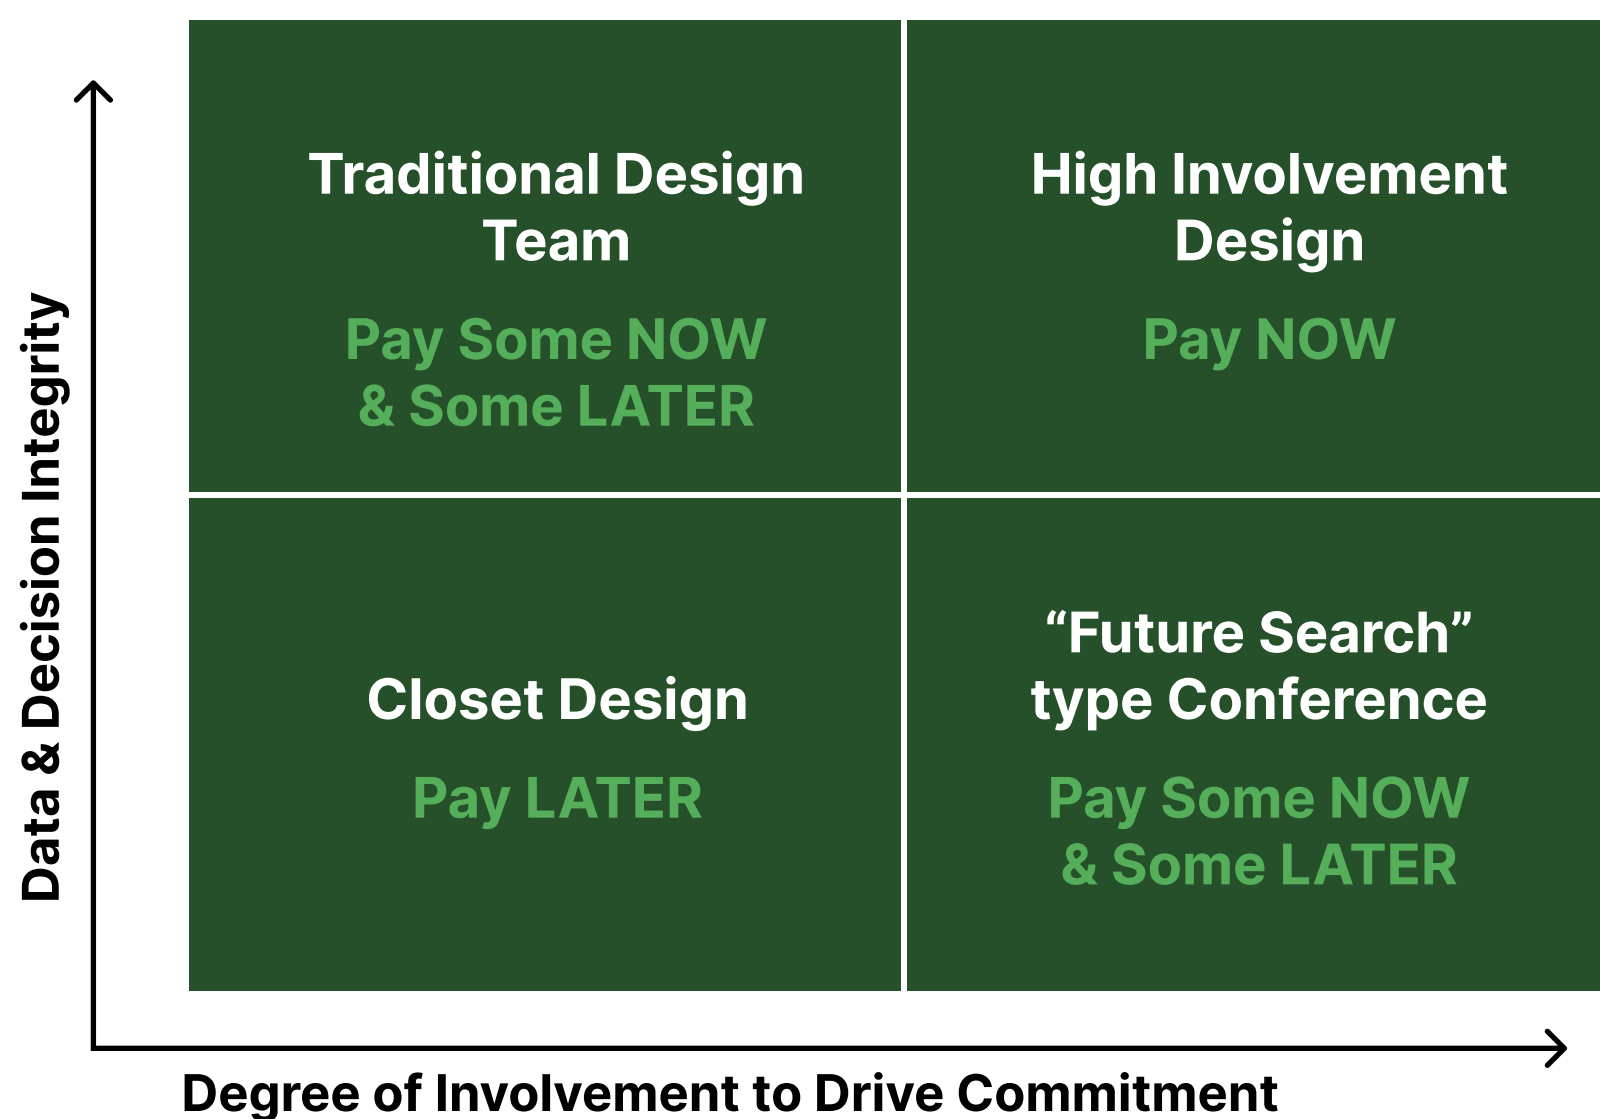 Data & Decision Integrity
Traditional Design
Team
Pay Some NOW
& Some LATER
High Involvement
Design
Pay NOW
Closet Design
Pay LATER
“Future Search”
type Conference
Pay Some NOW
& Some LATER
Degree of Involvement to Drive Commitment